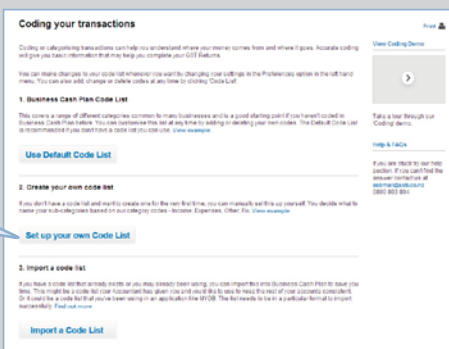 Coding your transactions
Print
Coding or categorising transactions can help you understand where your money comes from and where it goes. Accurate coding
will give you basic information that may help you complete your GST Returns.
You can make changes to your code list whenever you want by changing your settings in the Preferences option in the left hand
menu. You can also add, change or delete codes at any time by clicking 'Code List'.
1. Business Cash Plan Code List
This covers a range of different categories common to many businesses and is a good starting point if you haven't coded in
Business Cash Plan before. You can customise this list at any time by adding or deleting your own codes. The Default Code List
is recommended if you don't have a code list you can use. View example
Use Default Code List
2. Create your own code list
If you don't have a code list and want to create one for the very first time, you can manually set this up yourself. You decide what to
name your sub-categories based on our category codes - Income, Expenses, Other, Fix. View example
Set up your own Code List
3. Import a code list
If you have a code list that already exists or you may already been using, you can import this into Business Cash Plan to save you
time. This might be a code list your Accountant has given you and you'd like to use to keep the rest of your accounts consistent.
Or it could be a code list that you've been using in an application like MYOB. The list needs to be in a particular format to import
successfully. Find out more
Import a Code List
View Coding Demo
Take a tour through our
'Coding' demo.
Help & FAQs
If you are stuck try our help
section. If you can't find the
answer contact us at
0800 803 804